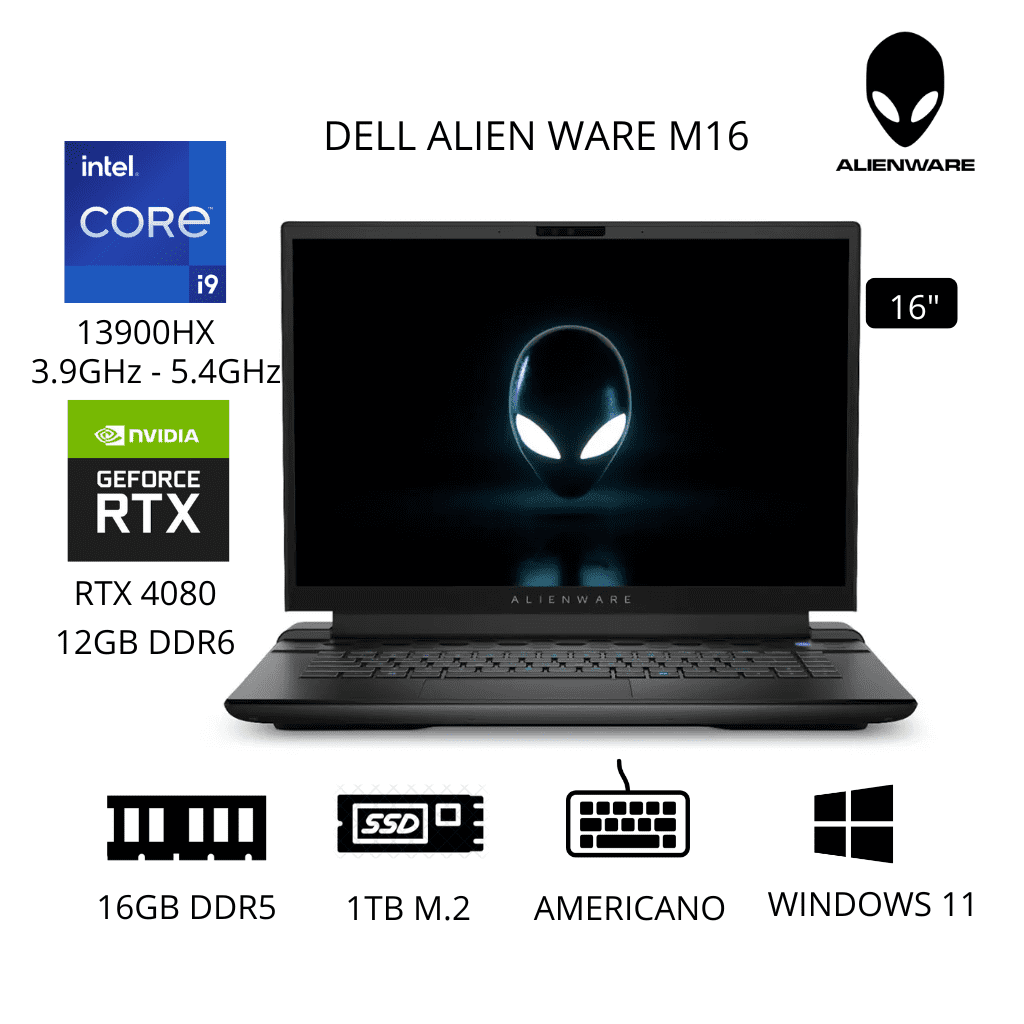 DELL ALIEN WARE M16
ALIENWARE
intel.
CORE™
i9
13900HX
3.9GHz - 5.4GHz
16"
NVIDIA
GEFORCE
RTX
RTX 4080
12GB DDR6
ALIENWARE
SSD
16GB DDR5
1TB M.2
AMERICANO
WINDOWS 11